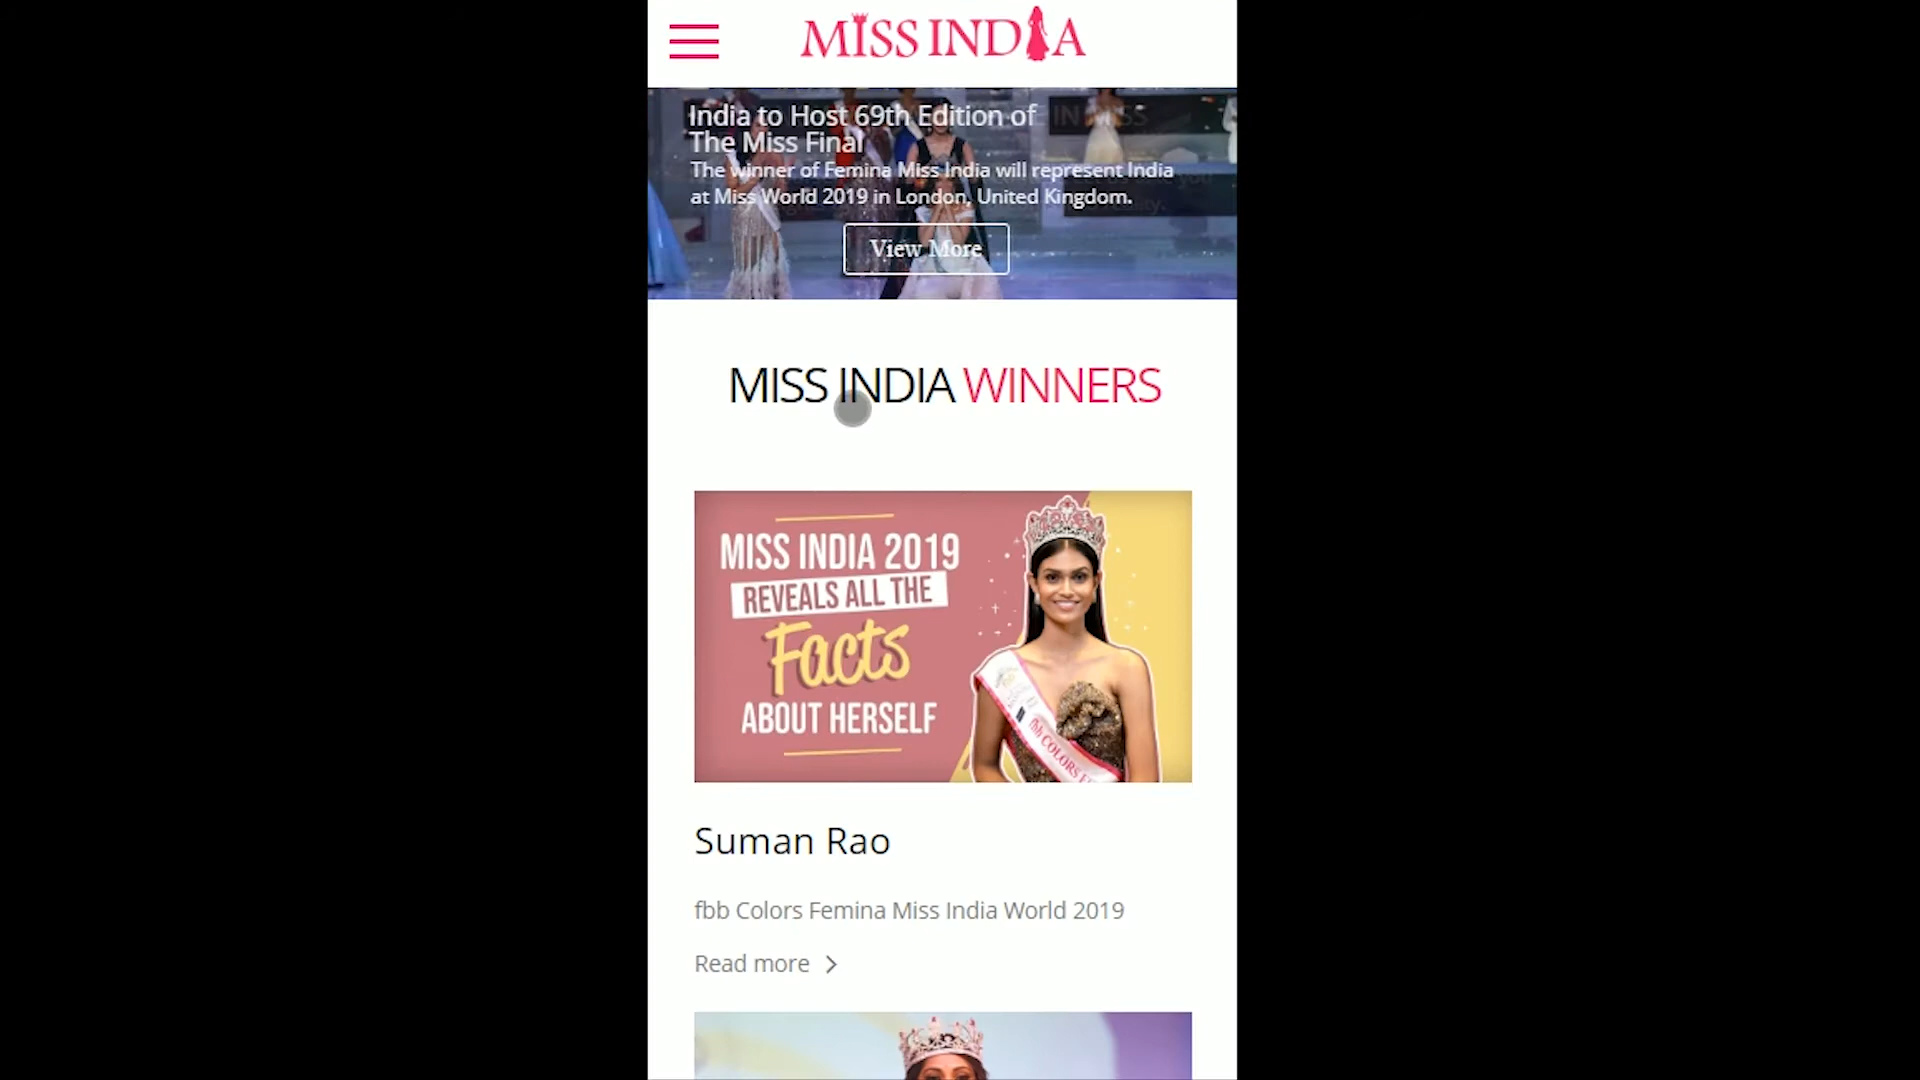 MISS INDIA
India to Host 69th Edition of
The Miss Final
The winner of Femina Miss India will represent India
at Miss World 2019 in London, United Kingdom.
View More
MISS INDIA WINNERS
MISS INDIA 2019
REVEALS ALL THE
Facts
ABOUT HERSELF
fbb COLORS
Suman Rao
fbb Colors Femina Miss India World 2019
Read more